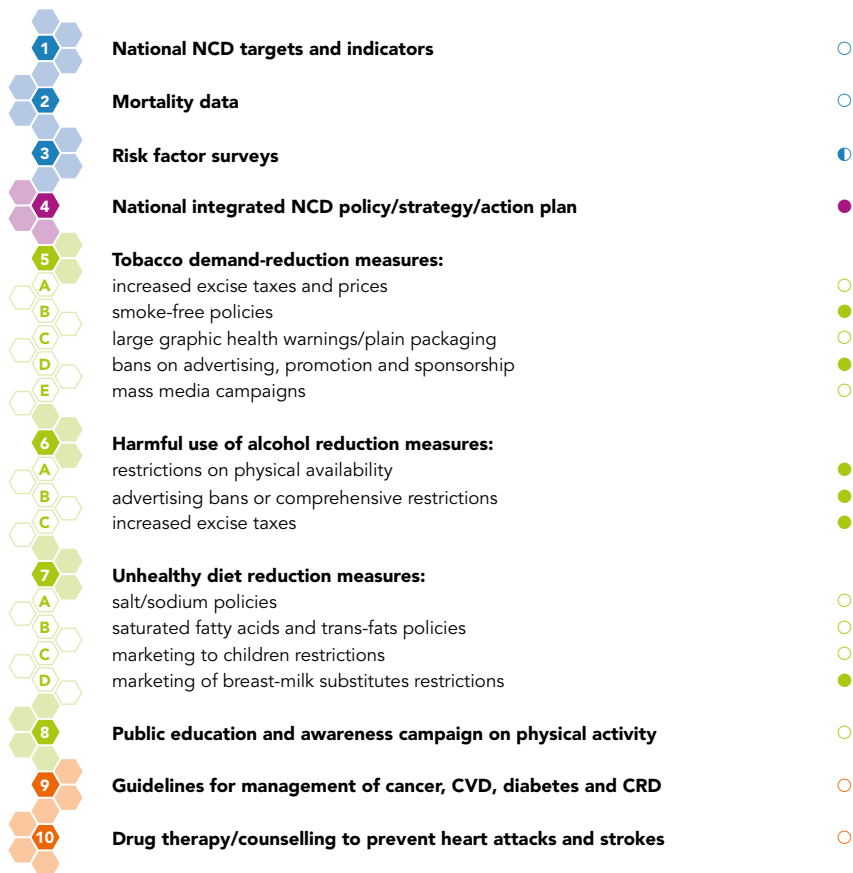 1 National NCD targets and indicators ○
2 Mortality data ○
3 Risk factor surveys ◐
4 National integrated NCD policy/strategy/action plan ●
5 Tobacco demand-reduction measures:
A increased excise taxes and prices ○
B smoke-free policies ●
C large graphic health warnings/plain packaging ○
D bans on advertising, promotion and sponsorship ●
E mass media campaigns ○
6 Harmful use of alcohol reduction measures:
A restrictions on physical availability ●
B advertising bans or comprehensive restrictions ●
C increased excise taxes ●
7 Unhealthy diet reduction measures:
A salt/sodium policies ○
B saturated fatty acids and trans-fats policies ○
C marketing to children restrictions ○
D marketing of breast-milk substitutes restrictions ●
8 Public education and awareness campaign on physical activity ○
9 Guidelines for management of cancer, CVD, diabetes and CRD ○
10 Drug therapy/counselling to prevent heart attacks and strokes ○